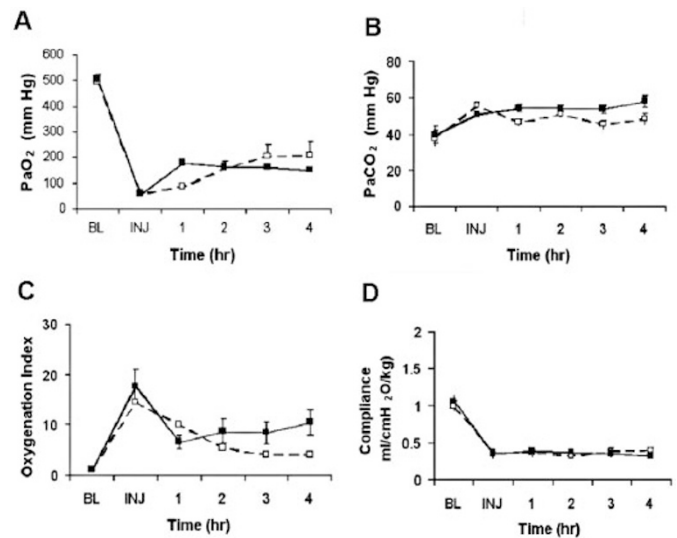 A
PaO₂ (mm Hg)
600
500
400
300
200
100
0
BL INJ 1 2 3 4
Time (hr)
B
PaCO₂ (mm Hg)
80
60
40
20
0
BL INJ 1 2 3 4
Time (hr)
C
Oxygenation Index
30
20
10
0
BL INJ 1 2 3 4
Time (hr)
D
Compliance
ml/cmH₂O/kg)
2
1.5
1
0.5
0
BL INJ 1 2 3 4
Time (hr)